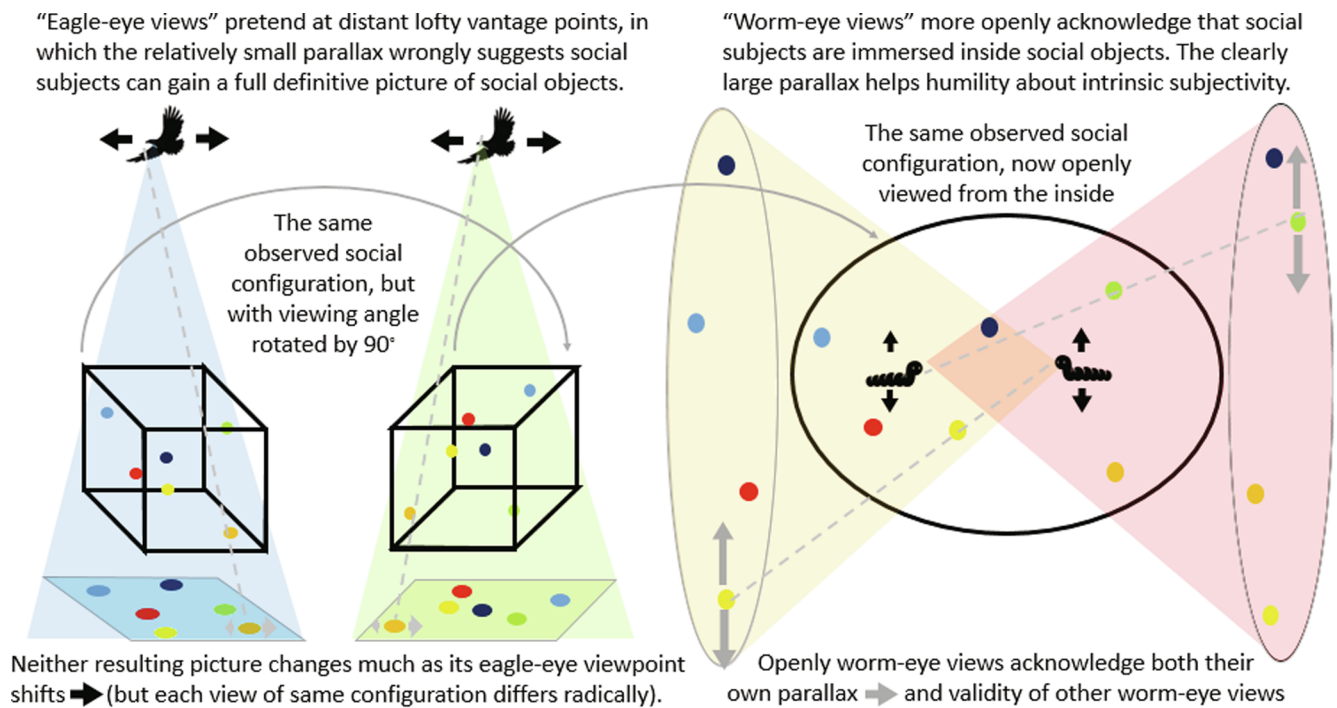 “Eagle-eye views” pretend at distant lofty vantage points, in
which the relatively small parallax wrongly suggests social
subjects can gain a full definitive picture of social objects.
“Worm-eye views” more openly acknowledge that social
subjects are immersed inside social objects. The clearly
large parallax helps humility about intrinsic subjectivity.
The same
observed social
configuration, but
with viewing angle
rotated by 90°
The same observed social
configuration, now openly
viewed from the inside
Neither resulting picture changes much as its eagle-eye viewpoint
shifts (but each view of same configuration differs radically).
Openly worm-eye views acknowledge both their
own parallax and validity of other worm-eye views